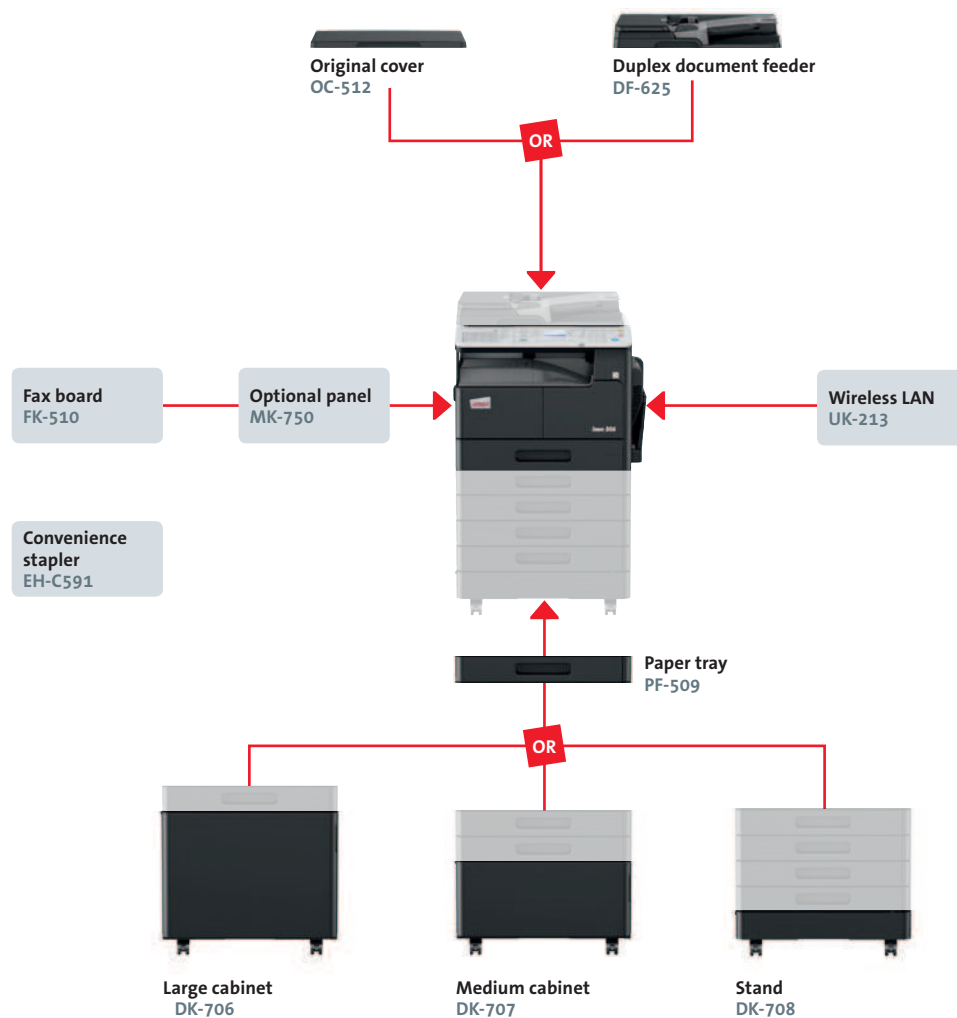 Original cover
OC-512
Duplex document feeder
DF-625
OR
Fax board
FK-510
Optional panel
MK-750
Wireless LAN
UK-213
Convenience
stapler
EH-C591
Paper tray
PF-509
OR
Large cabinet
DK-706
Medium cabinet
DK-707
Stand
DK-708